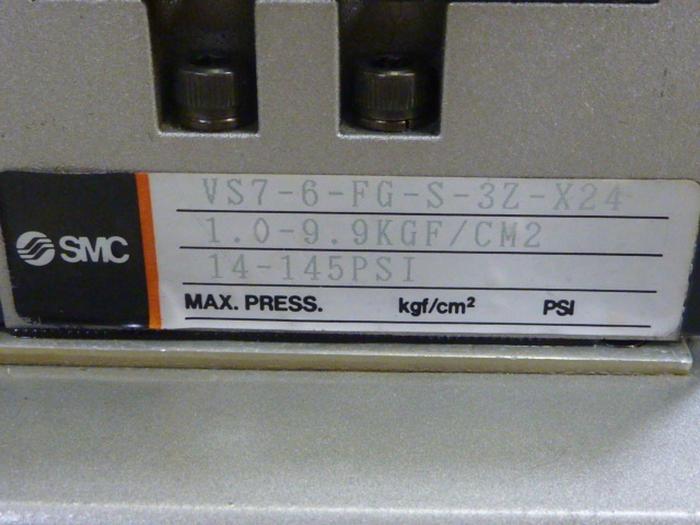 VS7-6-FG-S-3Z-X24
SMC
1.0-9.9KGF/CM2
14-145PSI
MAX. PRESS. kgf/cm² PSI